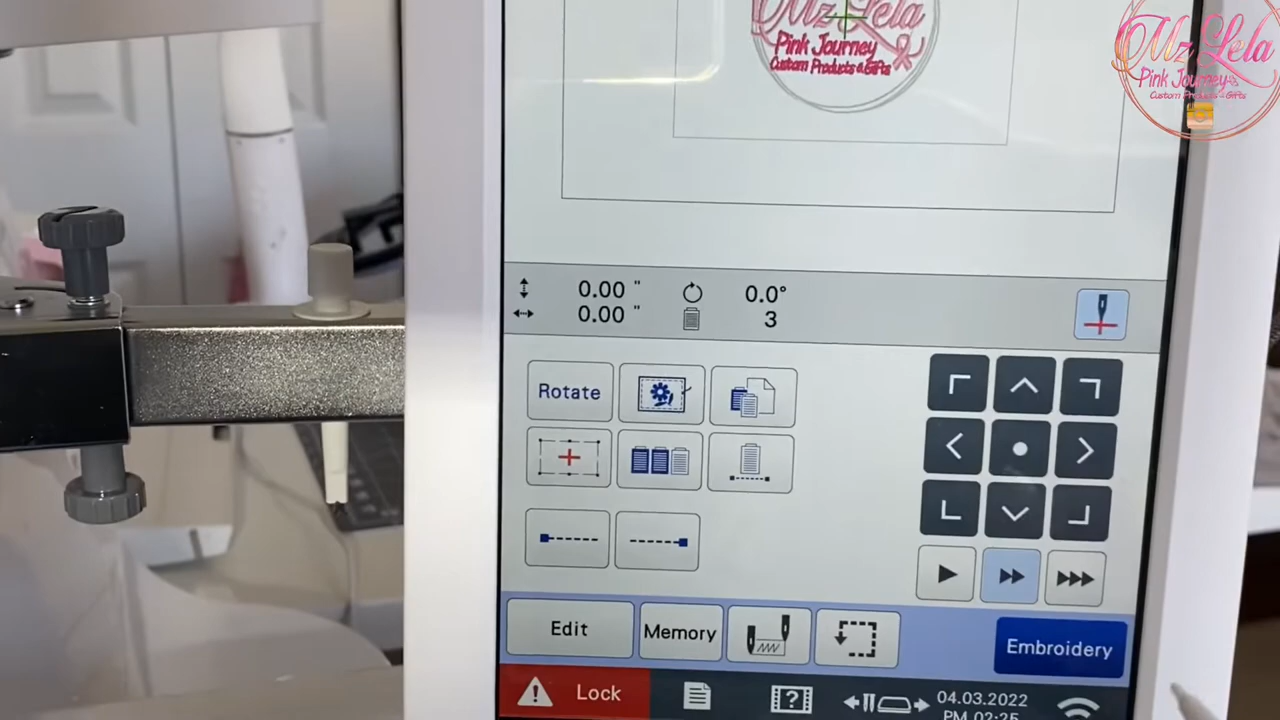 Mz Lela
Pink Journey
Custom Products & Gifts
Mz Lela
Pink Journey
Custom Products & Gifts
0.00 "
0.0°
0.00 "
3
Rotate
Edit
Memory
Embroidery
Lock
?
04.03.2022
PM 02:25